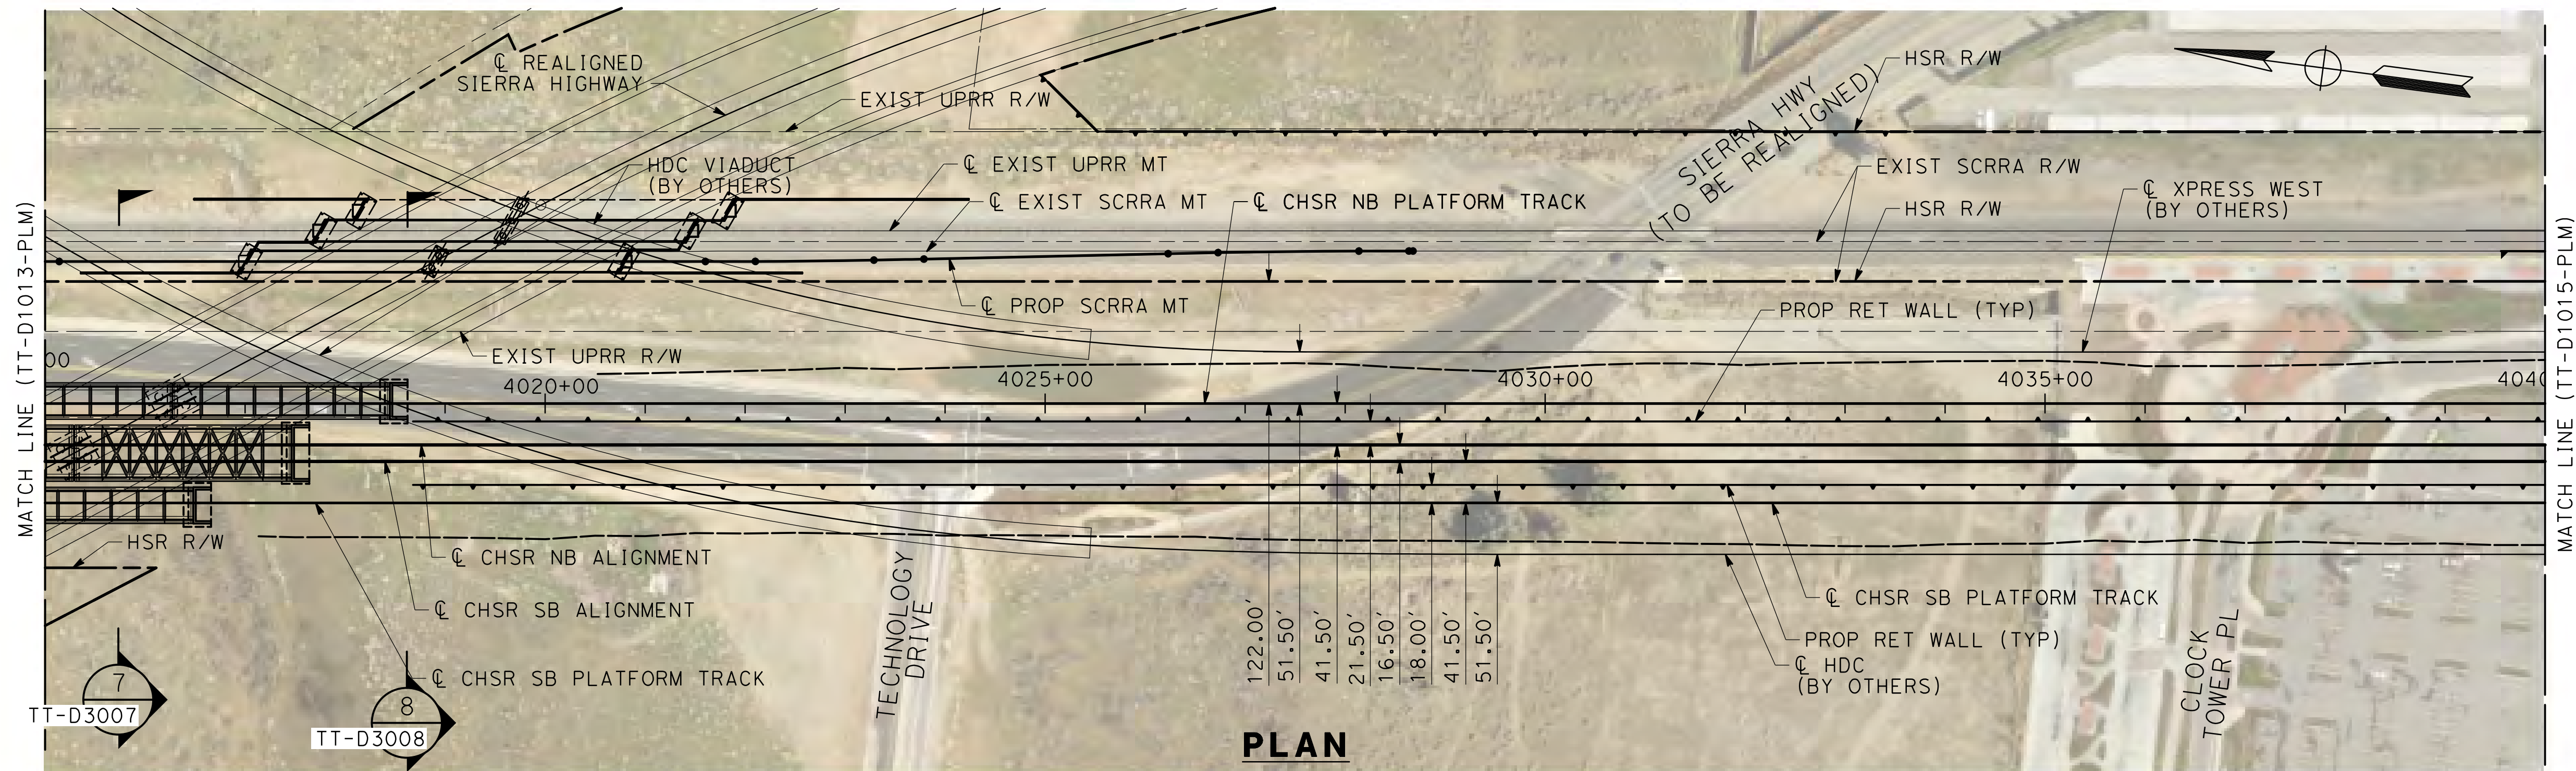 ℄ REALIGNED
SIERRA HIGHWAY
EXIST UPRR R/W
HSR R/W
SIERRA HWY
(TO BE REALIGNED)
HDC VIADUCT
(BY OTHERS)
℄ EXIST UPRR MT
℄ EXIST SCRRA MT
℄ CHSR NB PLATFORM TRACK
EXIST SCRRA R/W
HSR R/W
℄ XPRESS WEST
(BY OTHERS)
MATCH LINE (TT-D1013-PLM)
MATCH LINE (TT-D1015-PLM)
℄ PROP SCRRA MT
PROP RET WALL (TYP)
EXIST UPRR R/W
00
4020+00
4025+00
4030+00
4035+00
4040
HSR R/W
℄ CHSR NB ALIGNMENT
℄ CHSR SB ALIGNMENT
℄ CHSR SB PLATFORM TRACK
TECHNOLOGY
DRIVE
122.00'
51.50'
41.50'
21.50'
16.50'
18.00'
41.50'
51.50'
℄ CHSR SB PLATFORM TRACK
PROP RET WALL (TYP)
℄ HDC
(BY OTHERS)
CLOCK
TOWER PL
7
TT-D3007
8
TT-D3008
PLAN